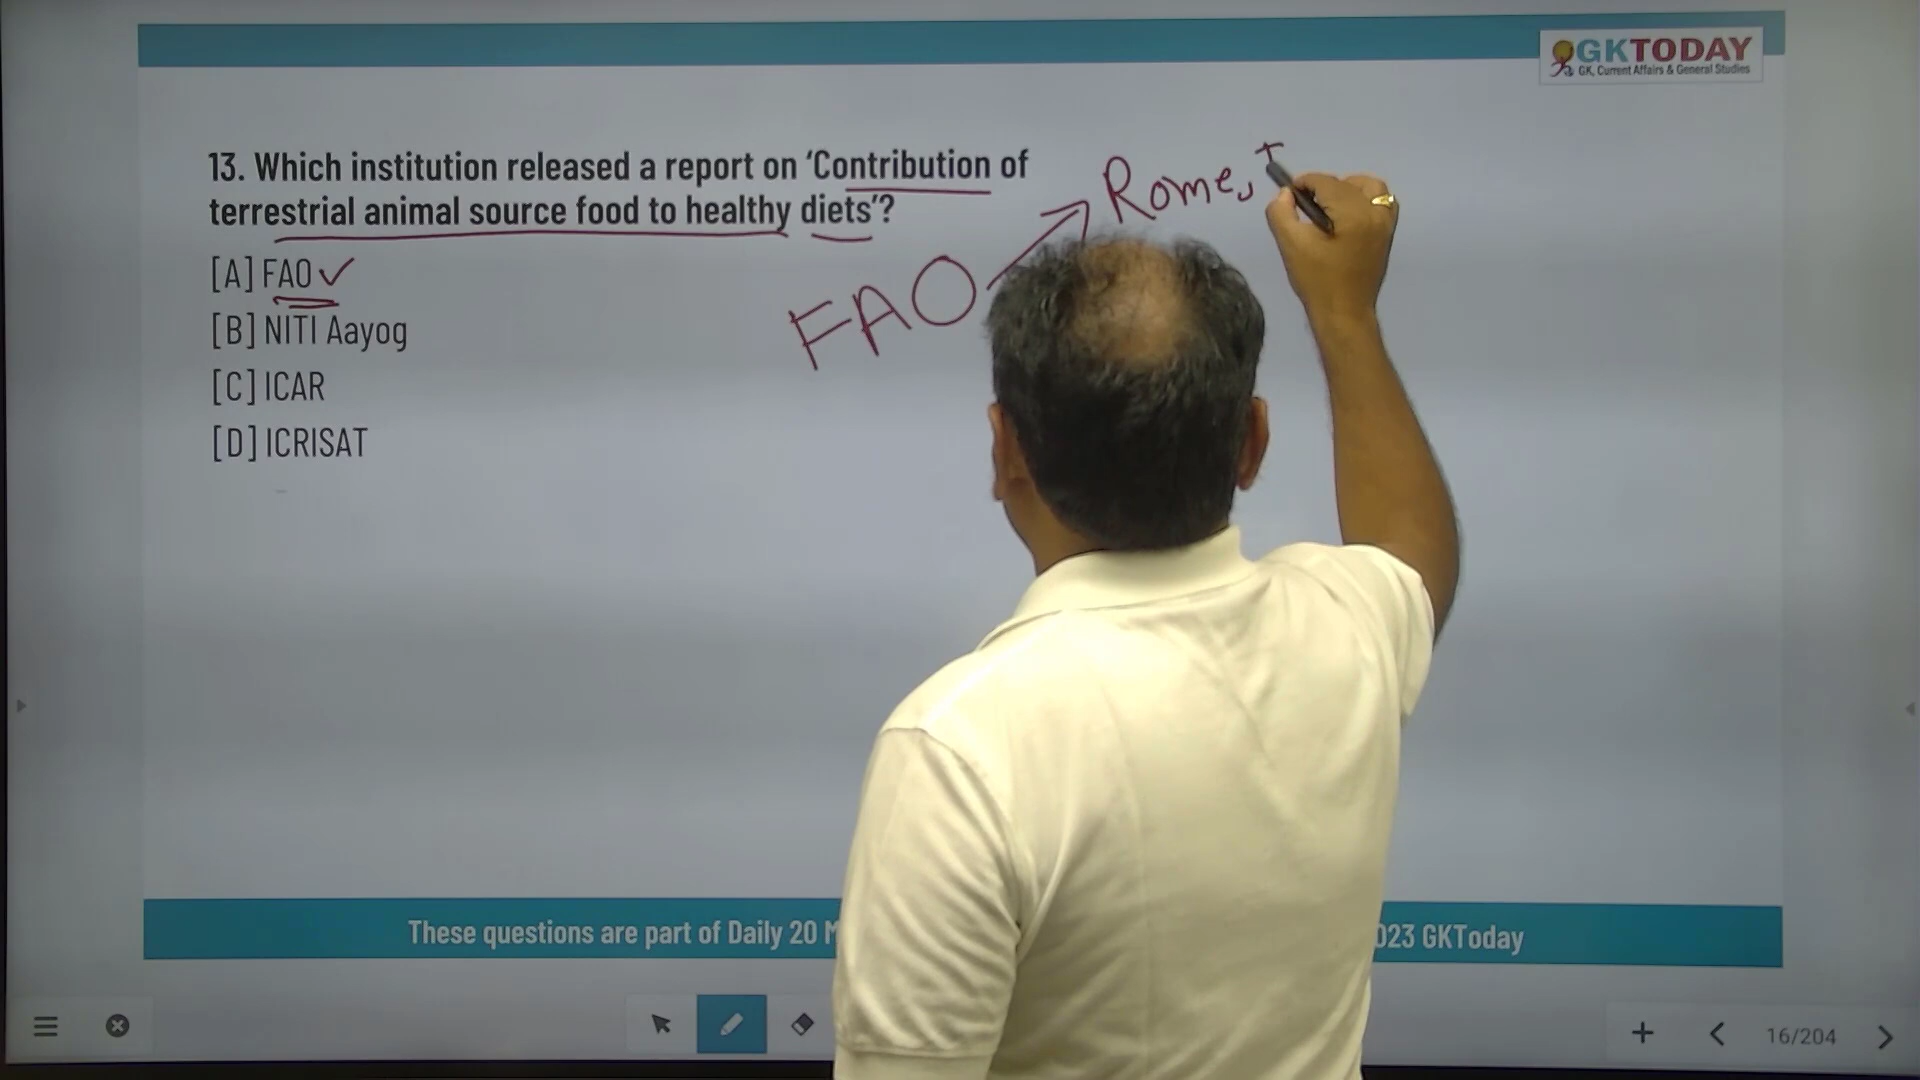 GKTODAY
GK, Current Affairs & General Studies
13. Which institution released a report on ‘Contribution of
terrestrial animal source food to healthy diets’?
[A] FAO
[B] NITI Aayog
[C] ICAR
[D] ICRISAT
FAO
Rome,
These questions are part of Daily 20
GKToday
16/204